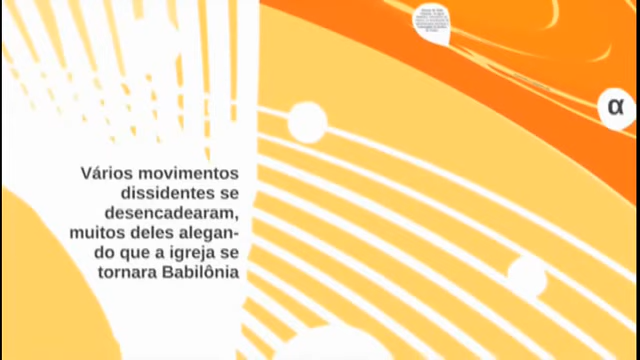 Vários movimentos
dissidentes se
desencadearam,
muitos deles alegan-
do que a igreja se
tornara Babilônia
α